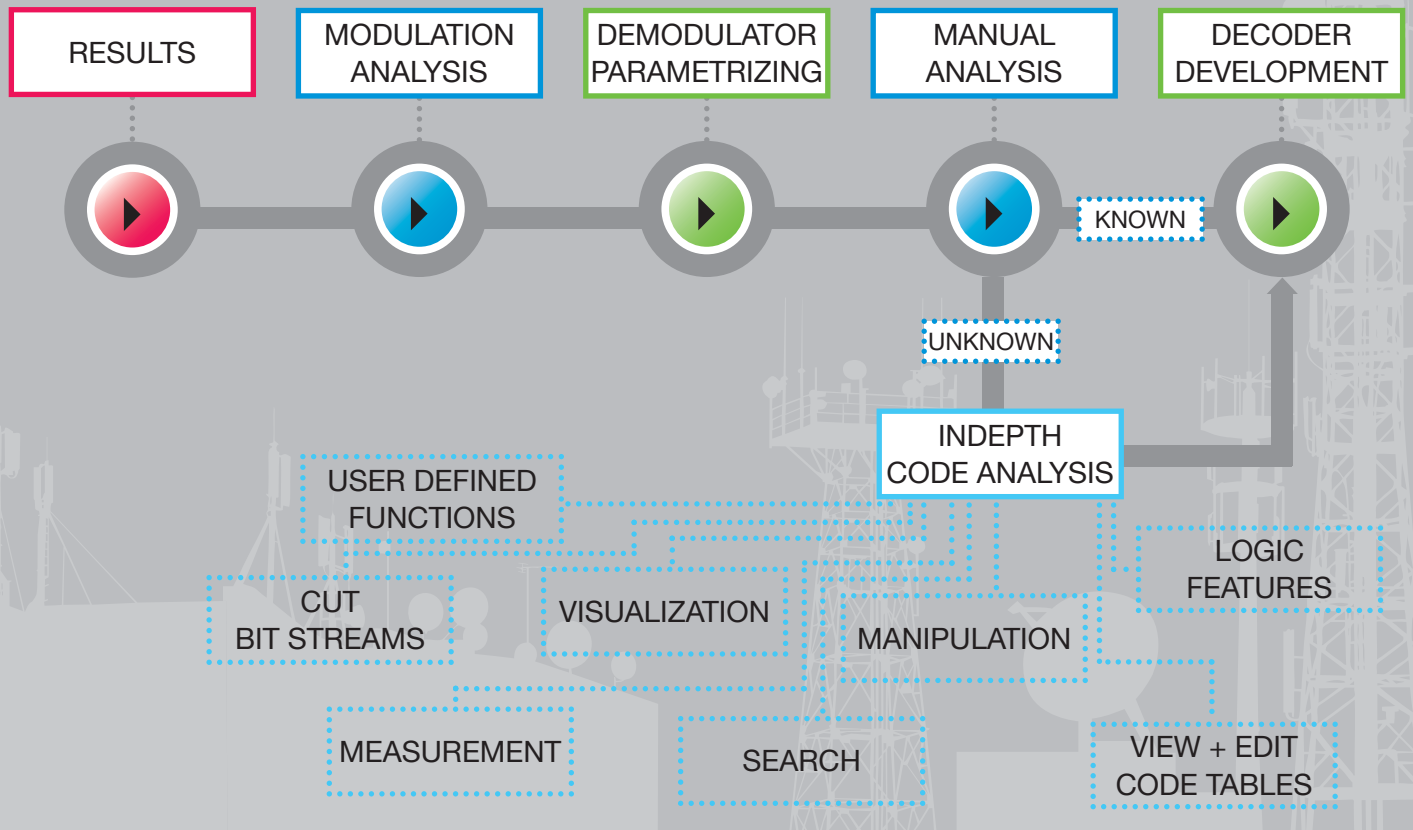 RESULTS
MODULATION
ANALYSIS
DEMODULATOR
PARAMETRIZING
MANUAL
ANALYSIS
DECODER
DEVELOPMENT
KNOWN
UNKNOWN
INDEPTH
CODE ANALYSIS
USER DEFINED
FUNCTIONS
LOGIC
FEATURES
CUT
BIT STREAMS
VISUALIZATION
MANIPULATION
MEASUREMENT
SEARCH
VIEW + EDIT
CODE TABLES